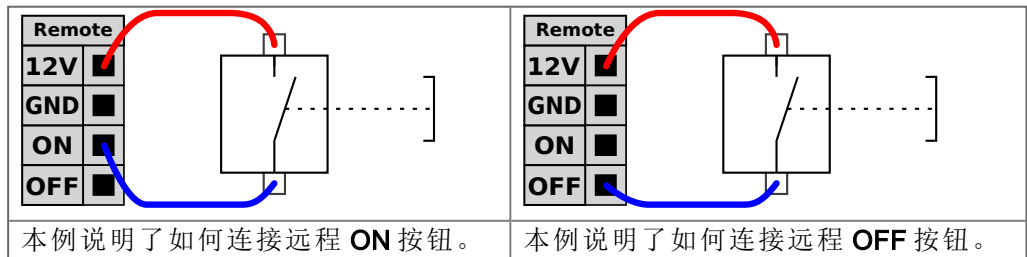 Remote
12V
GND
ON
OFF
本例说明了如何连接远程 ON 按钮。
Remote
12V
GND
ON
OFF
本例说明了如何连接远程 OFF 按钮。